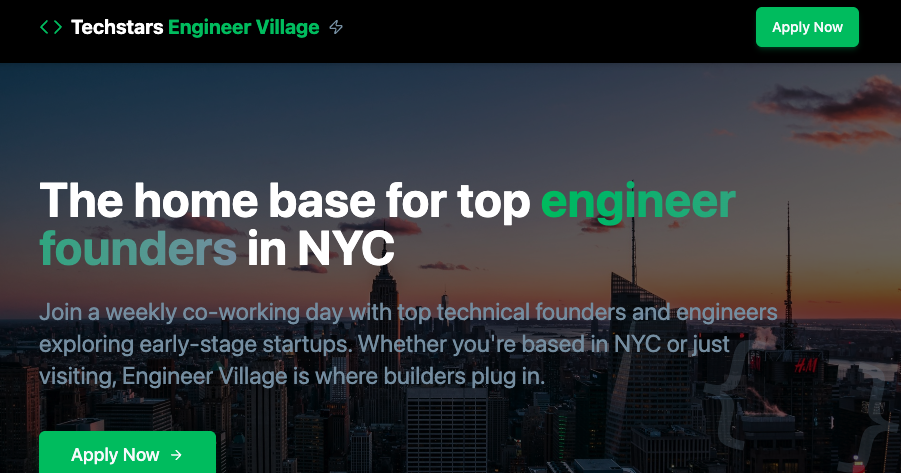 Techstars Engineer Village
Apply Now
The home base for top engineer
founders in NYC
Join a weekly co-working day with top technical founders and engineers
exploring early-stage startups. Whether you're based in NYC or just
visiting, Engineer Village is where builders plug in.
H&M
Apply Now →